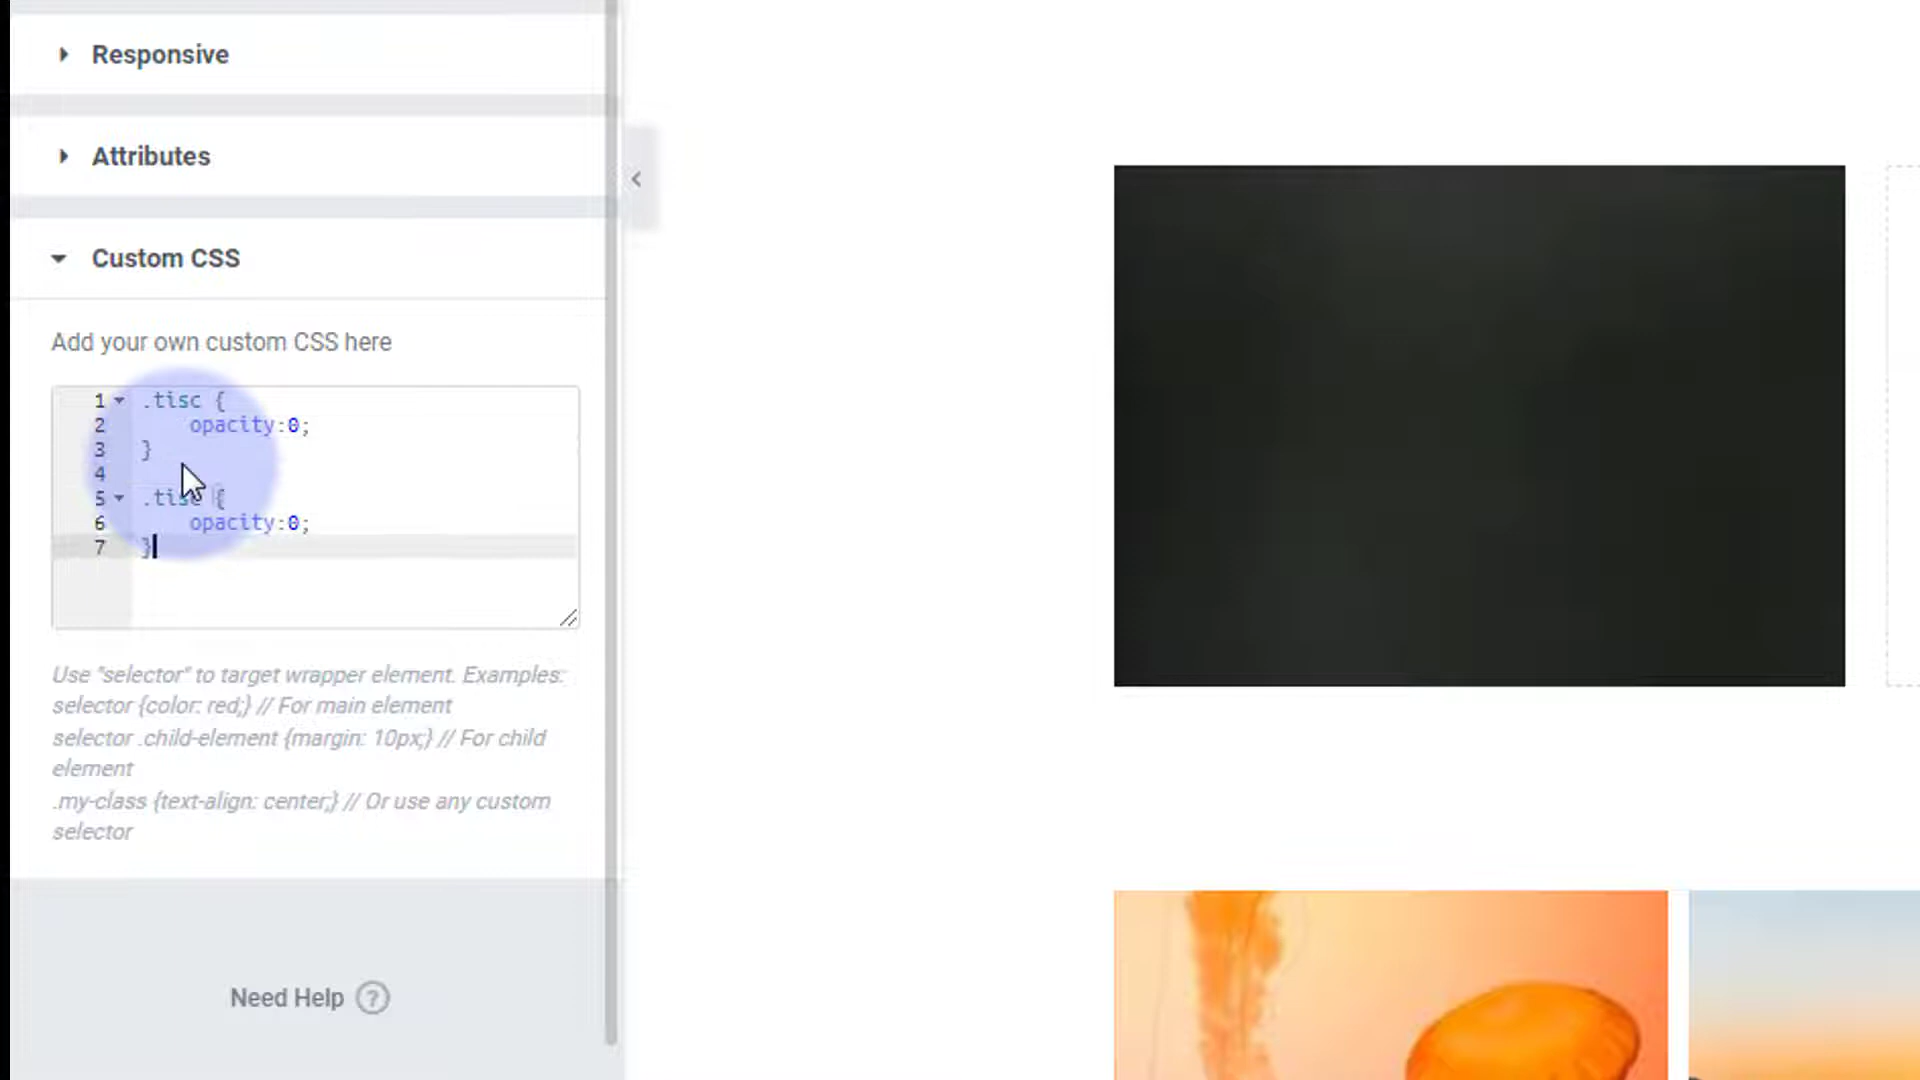 Responsive
Attributes
Custom CSS
Add your own custom CSS here
1 .tisc {
2 opacity:0;
3 }
4
5 .tisc {
6 opacity:0;
7 }
Use "selector" to target wrapper element. Examples:
selector {color: red;} // For main element
selector .child-element {margin: 10px;} // For child
element
.my-class {text-align: center;} // Or use any custom
selector
Need Help ?